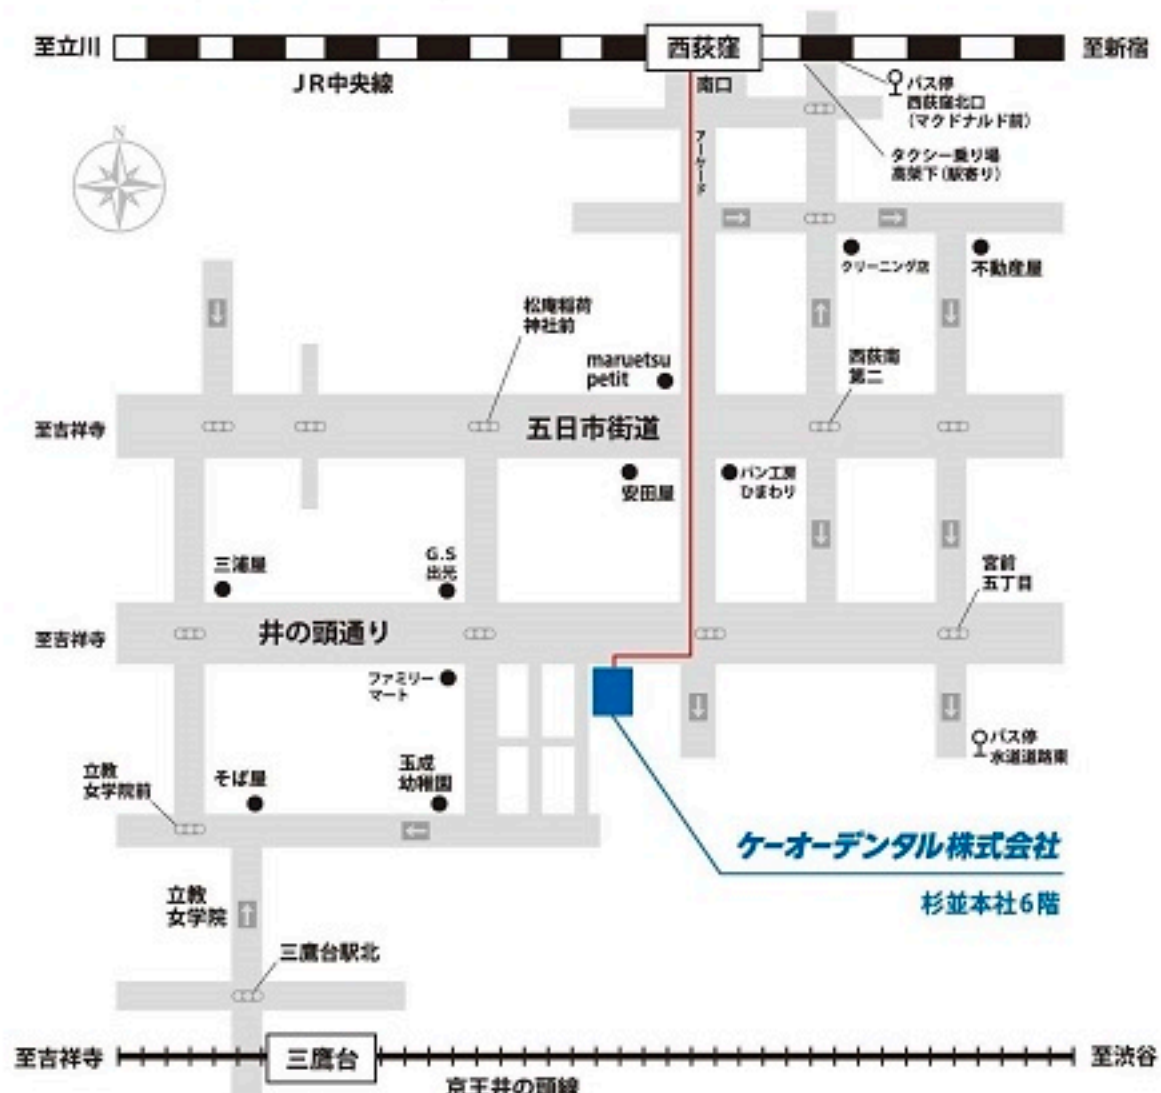 至立川
西荻窪
至新宿
JR中央線
南口
バス停
西荻窪北口
(マクドナルド前)
アーケード
タクシー乗り場
高架下(駅寄り)
N
クリーニング店
不動産屋
松庵稲荷
神社前
maruetsu
petit
西荻南
第二
至吉祥寺
五日市街道
安田屋
パン工房
ひまわり
三浦屋
G.S
出光
宮前
五丁目
至吉祥寺
井の頭通り
ファミリー
マート
バス停
水道道路東
立教
女学院前
そば屋
玉成
幼稚園
ケーオーデンタル株式会社
杉並本社6階
立教
女学院
三鷹台駅北
至吉祥寺
三鷹台
至渋谷
京王井の頭線